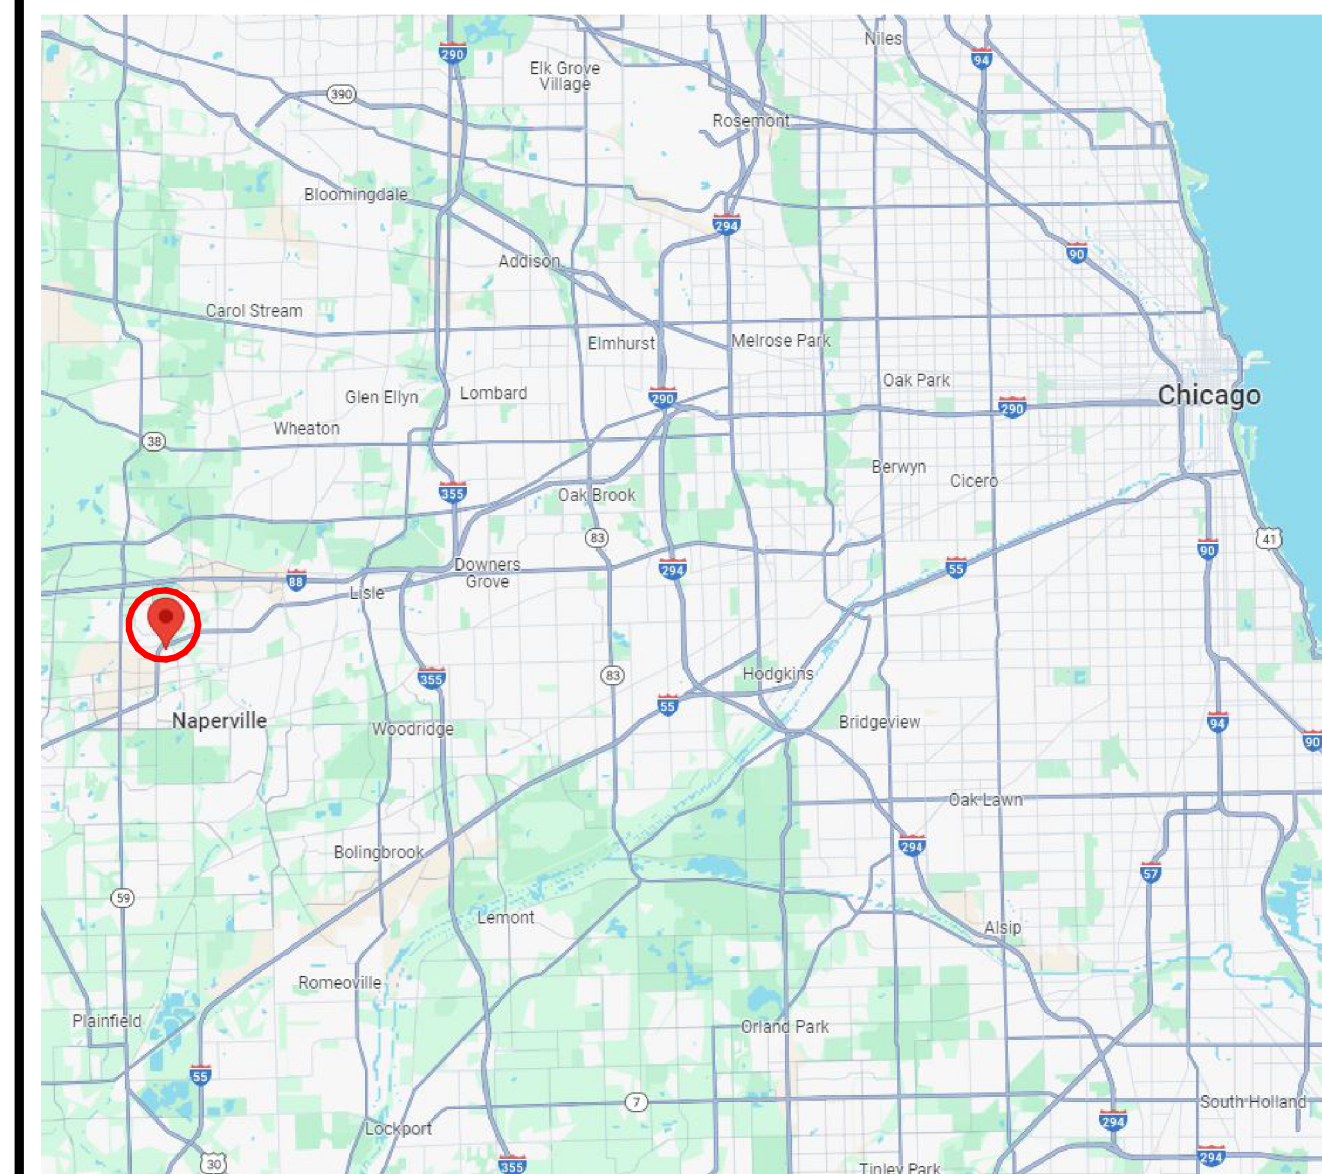 Niles
290
94
Elk Grove
Village
390
Rosemont
Bloomingdale
294
90
Addison
Carol Stream
Elmhurst
Melrose Park
Oak Park
Glen Ellyn
Lombard
290
290
Chicago
Wheaton
38
Berwyn
Cicero
355
Oak Brook
83
41
90
Downers
Grove
294
55
88
Lisle
83
Hodgkins
355
55
Naperville
Woodridge
Bridgeview
94
90
Oak Lawn
Bolingbrook
294
57
59
Lemont
Alsip
Romeoville
Plainfield
Orland Park
55
7
South Holland
Lockport
294
30
355
294
Tinley Park